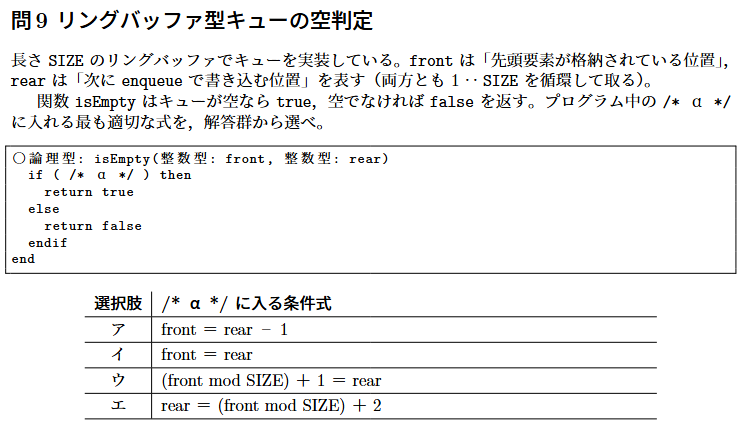 問 9 リングバッファ型キューの空判定
長さ SIZE のリングバッファでキューを実装している。front は「先頭要素が格納されている位置」,
rear は「次に enqueue で書き込む位置」を表す（両方とも 1‥SIZE を循環して取る）。
関数 isEmpty はキューが空なら true，空でなければ false を返す。プログラム中の /* α */
に入れる最も適切な式を，解答群から選べ。
○論理型: isEmpty(整数型: front, 整数型: rear)
if ( /* α */ ) then
return true
else
return false
endif
end
選択肢 /* α */ に入る条件式
ア front = rear − 1
イ front = rear
ウ (front mod SIZE) + 1 = rear
エ rear = (front mod SIZE) + 2